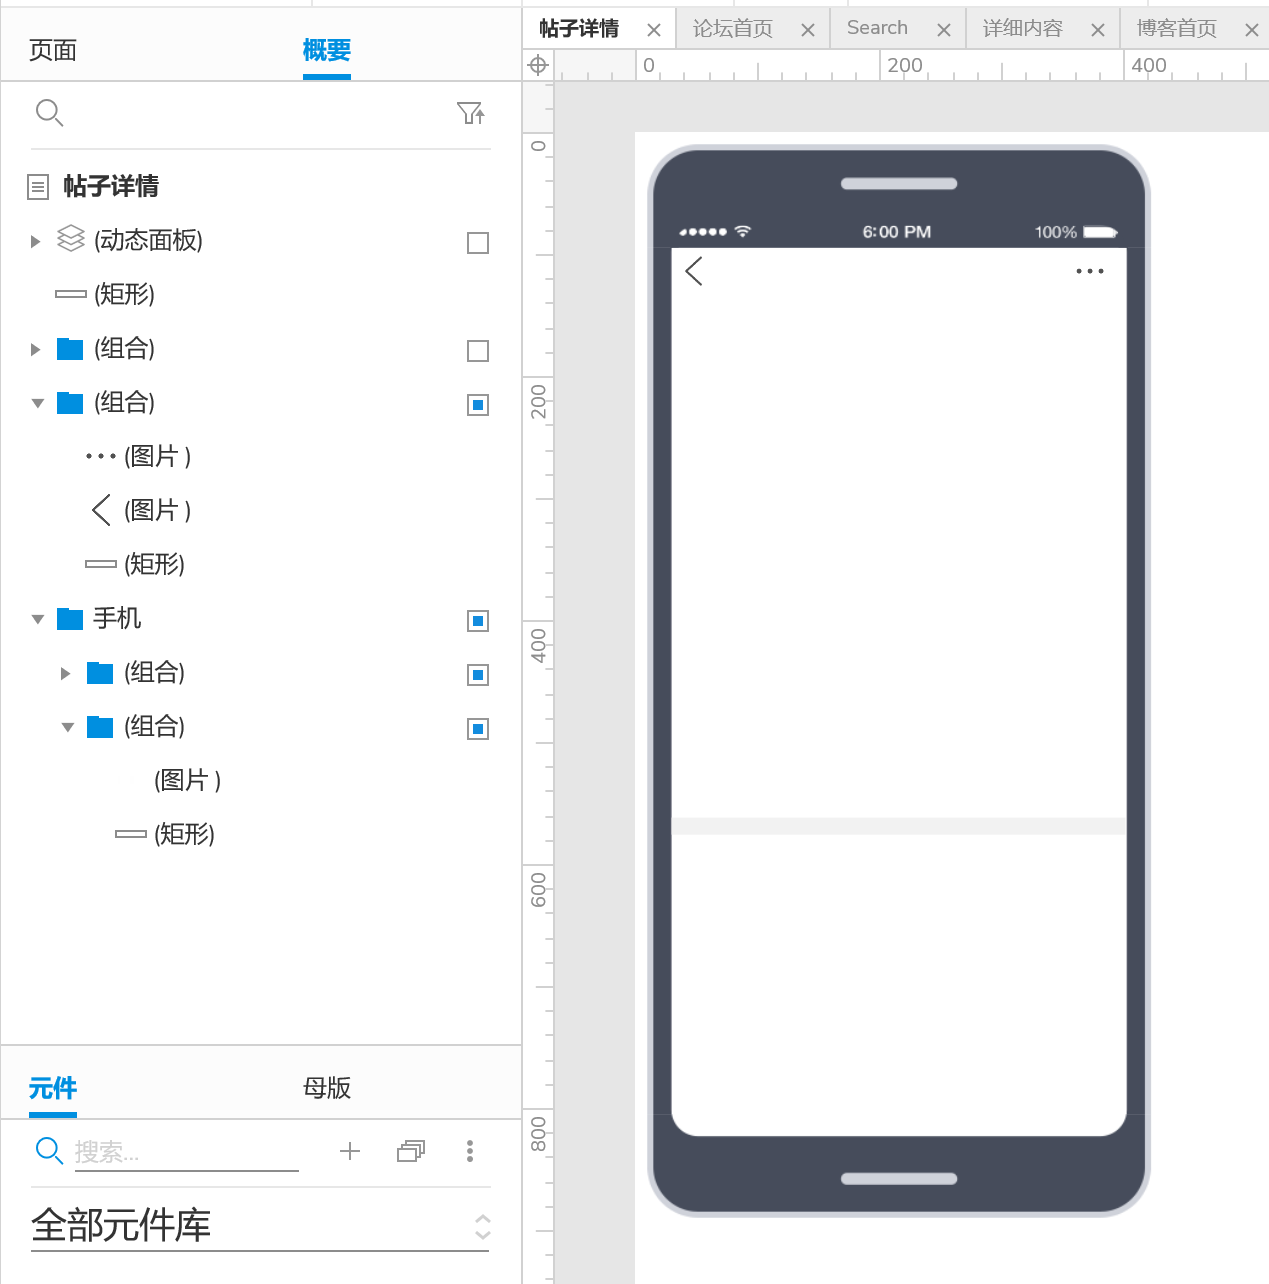 页面
概要
帖子详情
(动态面板)
(矩形)
(组合)
(组合)
(图片 )
(图片 )
(矩形)
手机
(组合)
(组合)
(图片 )
(矩形)
元件
母版
搜索...
全部元件库
帖子详情
论坛首页
Search
详细内容
博客首页
0
200
400
0
200
400
600
800
6:00 PM
100%